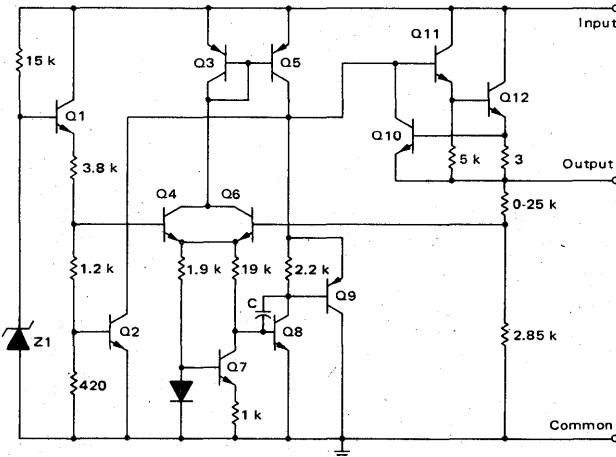 Input
Q11
Q3
Q5
15 k
Q12
Q1
Q10
5 k
3
Output
3.8 k
0-25 k
Q4
Q6
1.2 k
1.9 k
19 k
2.2 k
Q9
C
Q2
Q8
2.85 k
Z1
Q7
420
1 k
Common